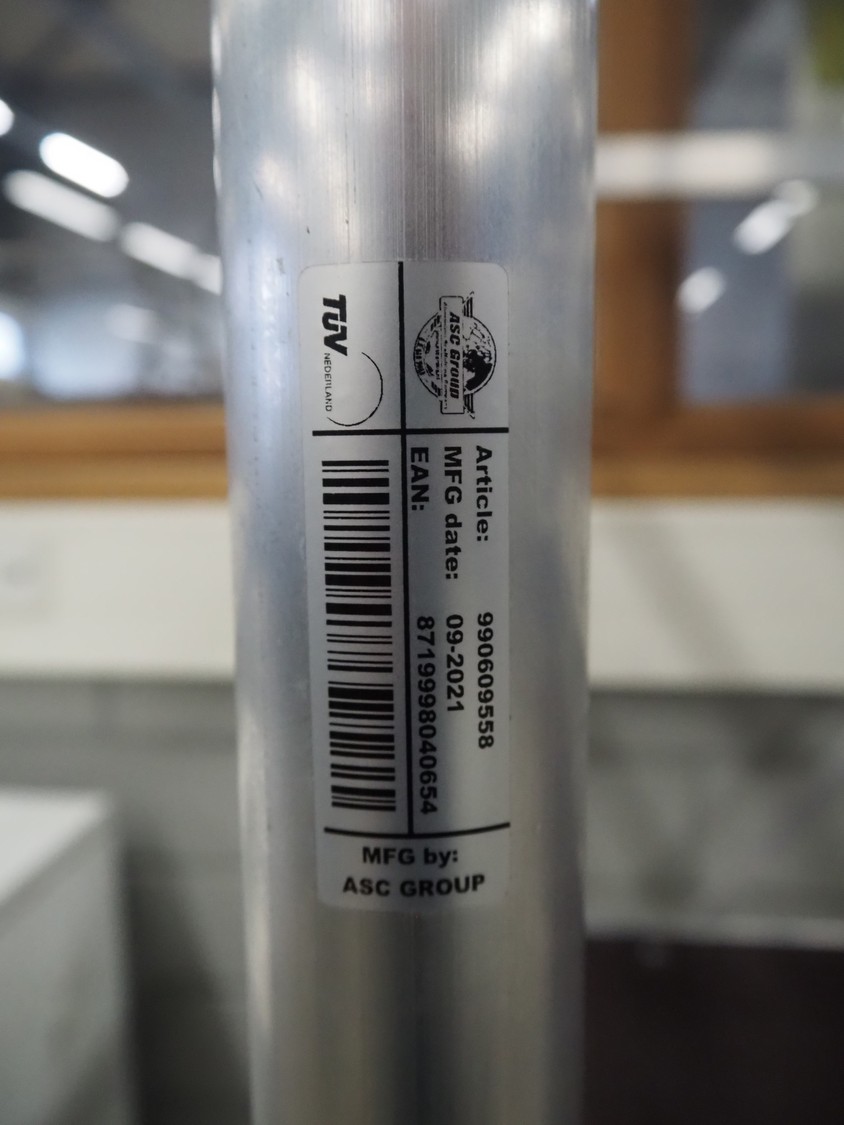 TÜV
NEDERLAND
ASC Group
Article: 990609558
MFG date: 09-2021
EAN: 8719998040654
MFG by:
ASC GROUP